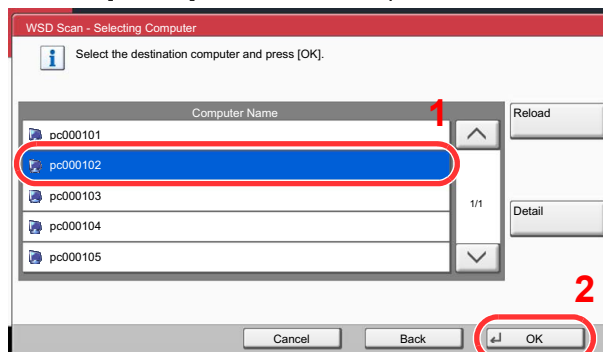 WSD Scan - Selecting Computer
i
Select the destination computer and press [OK].
Computer Name
1
Reload
pc000101
pc000102
pc000103
1/1
Detail
pc000104
pc000105
2
Cancel
Back
OK